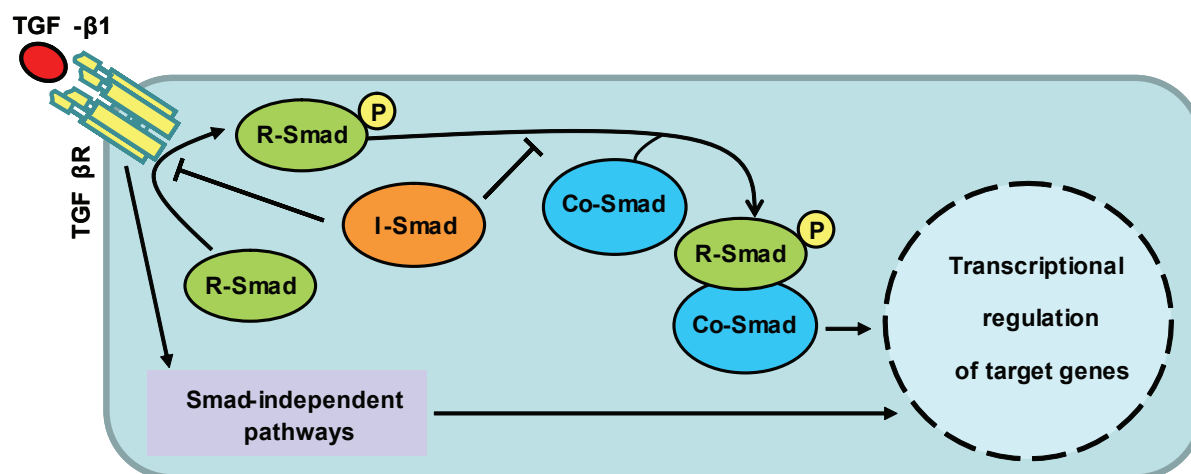 TGF -β1
TGF βR
R-Smad
P
I-Smad
R-Smad
Co-Smad
R-Smad
P
Co-Smad
Smad-independent
pathways
Transcriptional
regulation
of target genes